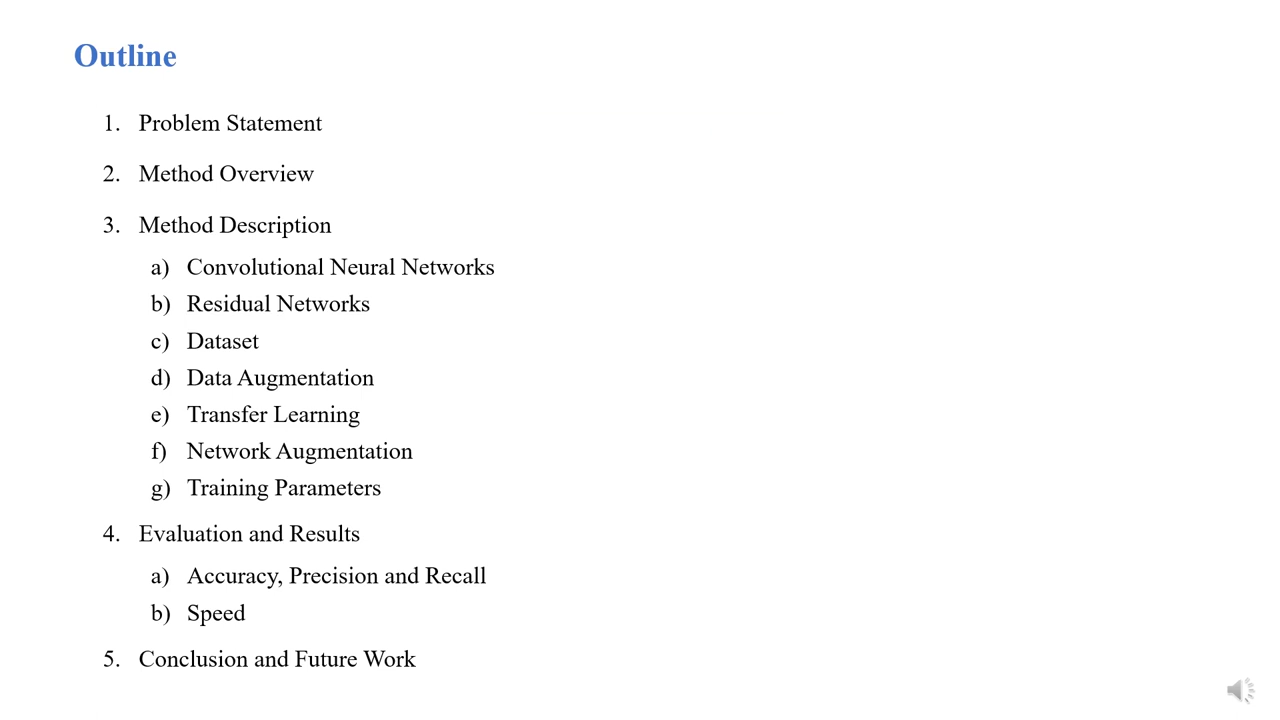 Outline
1. Problem Statement
2. Method Overview
3. Method Description
a) Convolutional Neural Networks
b) Residual Networks
c) Dataset
d) Data Augmentation
e) Transfer Learning
f) Network Augmentation
g) Training Parameters
4. Evaluation and Results
a) Accuracy, Precision and Recall
b) Speed
5. Conclusion and Future Work